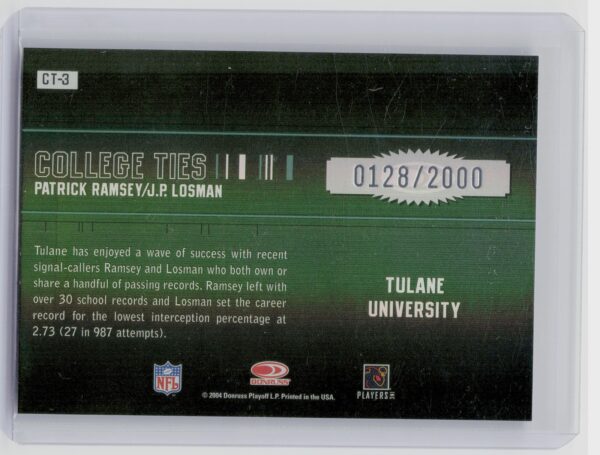 CT-3
COLLEGE TIES
PATRICK RAMSEY/J.P. LOSMAN
0128/2000
Tulane has enjoyed a wave of success with recent
signal-callers Ramsey and Losman who both own or
share a handful of passing records. Ramsey left with
over 30 school records and Losman set the career
record for the lowest interception percentage at
2.73 (27 in 987 attempts).
TULANE
UNIVERSITY
NFL
DONRUSS
PLAYERS INC
© 2004 Donruss Playoff L.P. Printed in the USA.